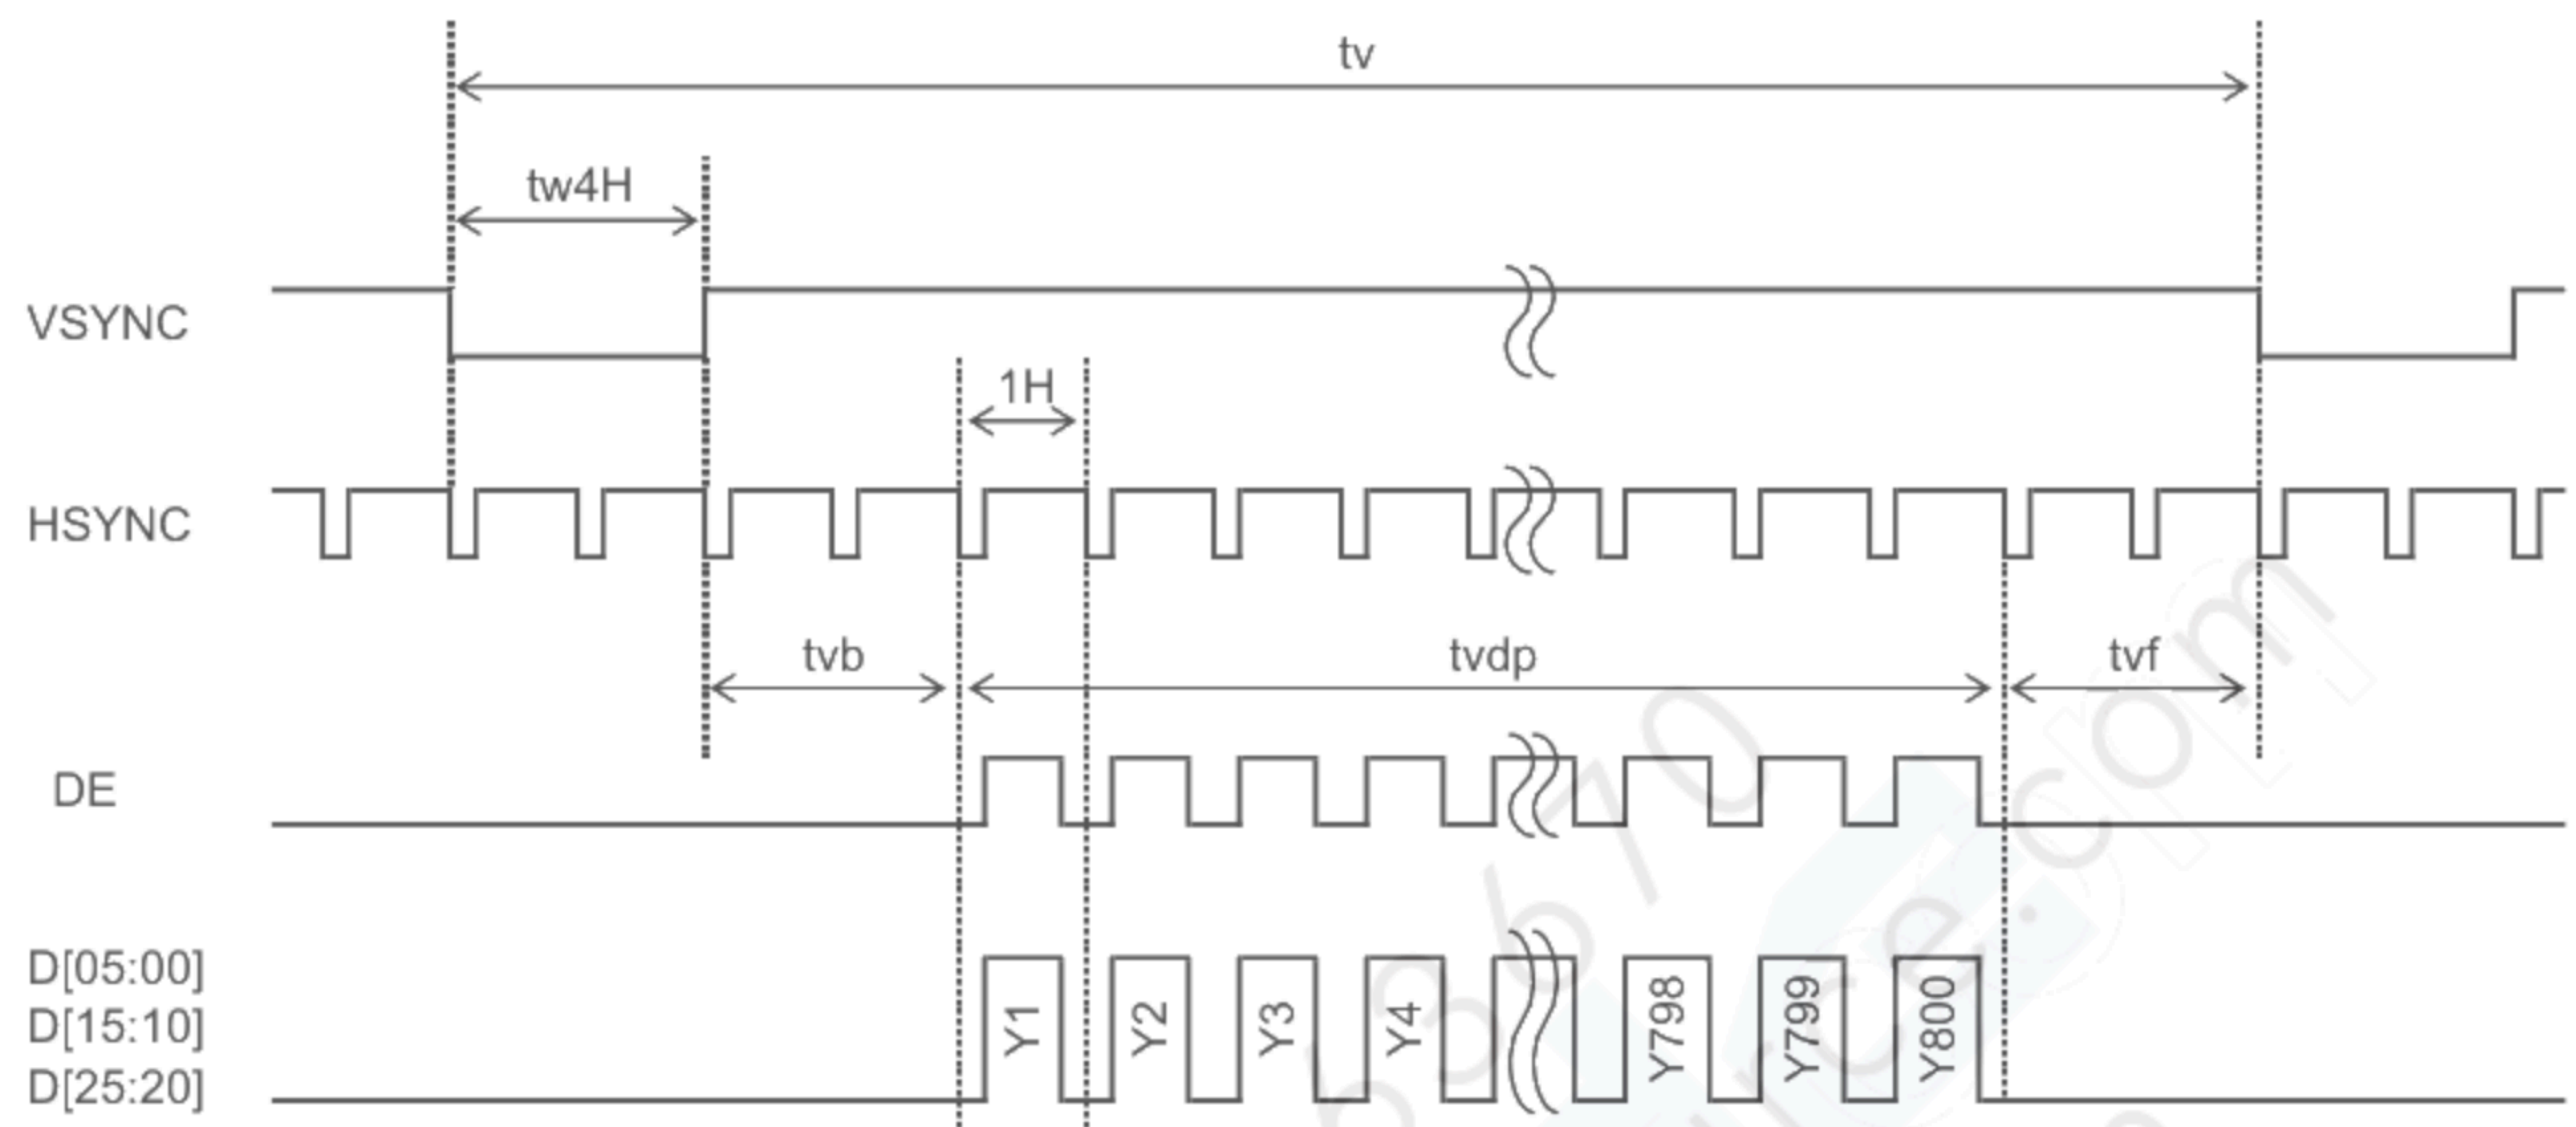 tv
tw4H
VSYNC
1H
HSYNC
tvb tvdp tvf
DE
D[05:00]
D[15:10]
D[25:20]
Y1 Y2 Y3 Y4 Y798 Y799 Y800